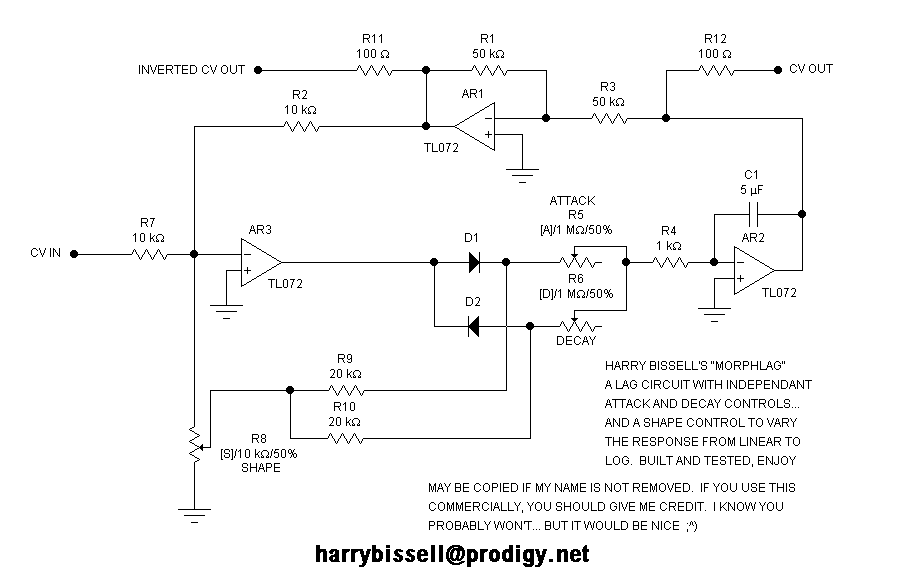 R11
100 Ω
R1
50 kΩ
R12
100 Ω
INVERTED CV OUT
CV OUT
R2
10 kΩ
AR1
TL072
R3
50 kΩ
C1
5 µF
R7
10 kΩ
CV IN
AR3
TL072
D1
D2
ATTACK
R5
[A]/1 MΩ/50%
R6
[D]/1 MΩ/50%
DECAY
R4
1 kΩ
AR2
TL072
R9
20 kΩ
R10
20 kΩ
R8
[S]/10 kΩ/50%
SHAPE
HARRY BISSELL'S "MORPHLAG"
A LAG CIRCUIT WITH INDEPENDANT
ATTACK AND DECAY CONTROLS...
AND A SHAPE CONTROL TO VARY
THE RESPONSE FROM LINEAR TO
LOG. BUILT AND TESTED, ENJOY
MAY BE COPIED IF MY NAME IS NOT REMOVED. IF YOU USE THIS
COMMERCIALLY, YOU SHOULD GIVE ME CREDIT. I KNOW YOU
PROBABLY WON'T... BUT IT WOULD BE NICE ;^)
harrybissell@prodigy.net